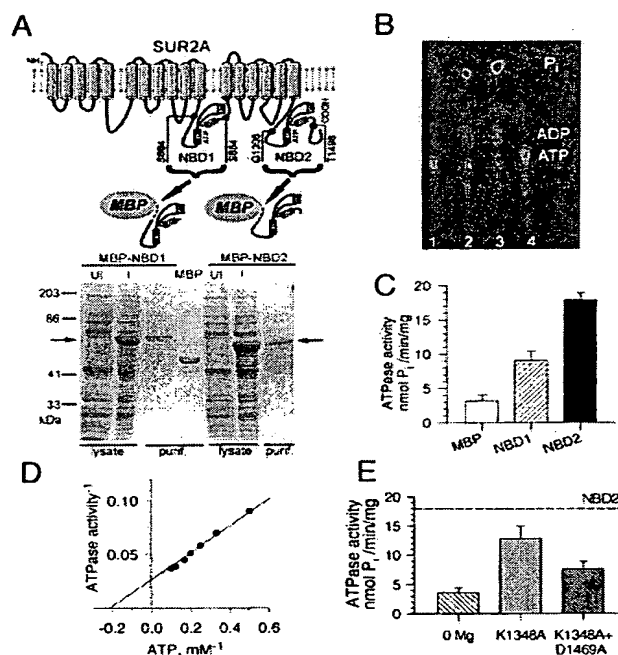 A
SUR2A
NH2
ATP
NBD1
S684
S884
ATP
NBD2
COOH
T1498
MBP
MBP
MBP-NBD1
MBP
MBP-NBD2
UI
I
UI
I
203
86
41
33
kDa
lysate
purif.
lysate
purif.
B
Pi
ADP
ATP
1
2
3
4
C
ATPase activity
nmol Pi/min/mg
20
15
10
5
0
MBP
NBD1
NBD2
D
ATPase activity-1
0.10
0.05
-0.2
0.0
0.2
0.4
0.6
ATP, mM-1
E
NBD2
ATPase activity
nmol Pi/min/mg
20
15
10
5
0
0 Mg
K1348A
K1348A+
D1469A